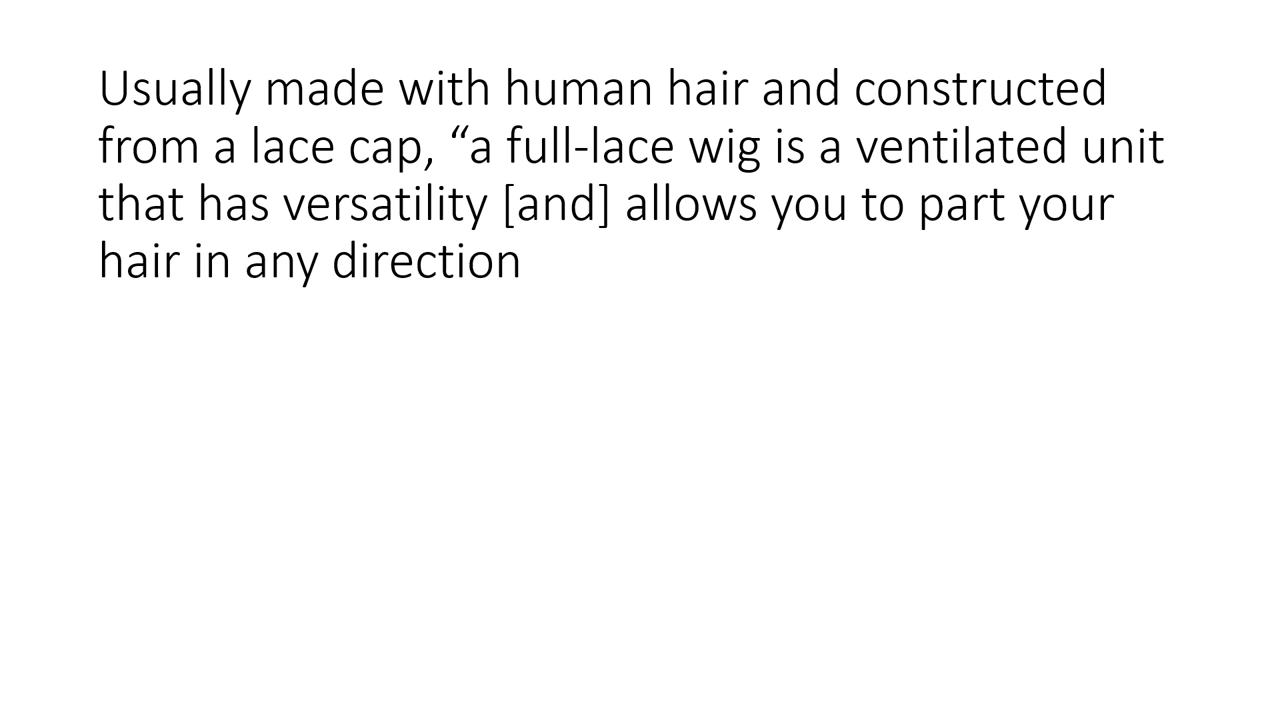 Usually made with human hair and constructed
from a lace cap, “a full-lace wig is a ventilated unit
that has versatility [and] allows you to part your
hair in any direction